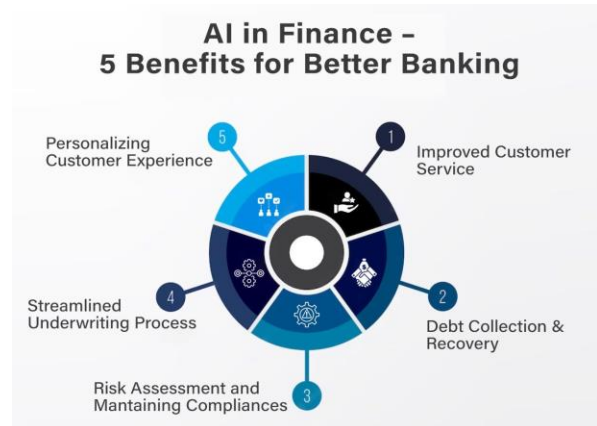 AI in Finance –
5 Benefits for Better Banking
1
Improved Customer
Service
2
Debt Collection &
Recovery
3
Risk Assessment and
Mantaining Compliances
4
Streamlined
Underwriting Process
5
Personalizing
Customer Experience